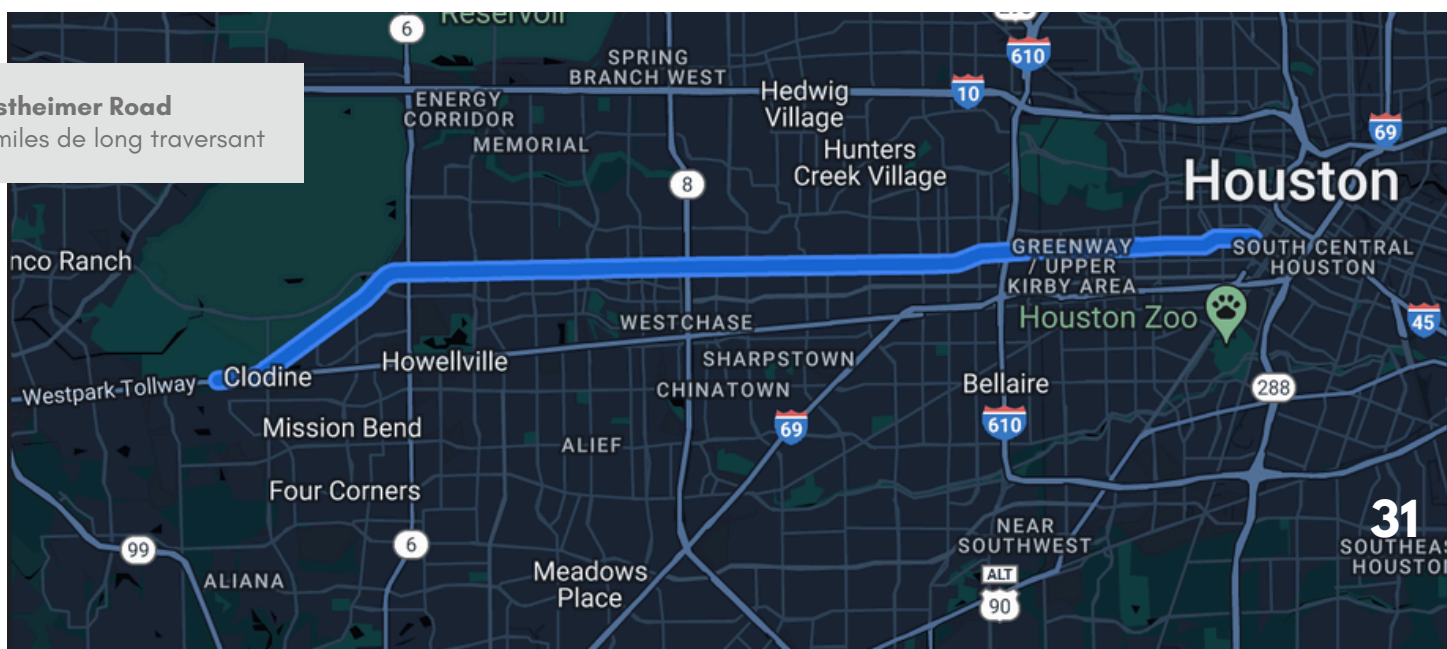 Reservoir
6
610
SPRING
BRANCH WEST
stheimer Road
miles de long traversant
ENERGY
CORRIDOR
Hedwig
Village
10
MEMORIAL
69
Hunters
Creek Village
8
Houston
nco Ranch
GREENWAY
/ UPPER
KIRBY AREA
SOUTH CENTRAL
HOUSTON
WESTCHASE
Houston Zoo
45
Howellville
SHARPSTOWN
Westpark Tollway
Clodine
CHINATOWN
Bellaire
288
Mission Bend
69
610
ALIEF
Four Corners
31
NEAR
SOUTHWEST
SOUTHEAS
HOUSTON
99
6
ALIANA
Meadows
Place
ALT
90